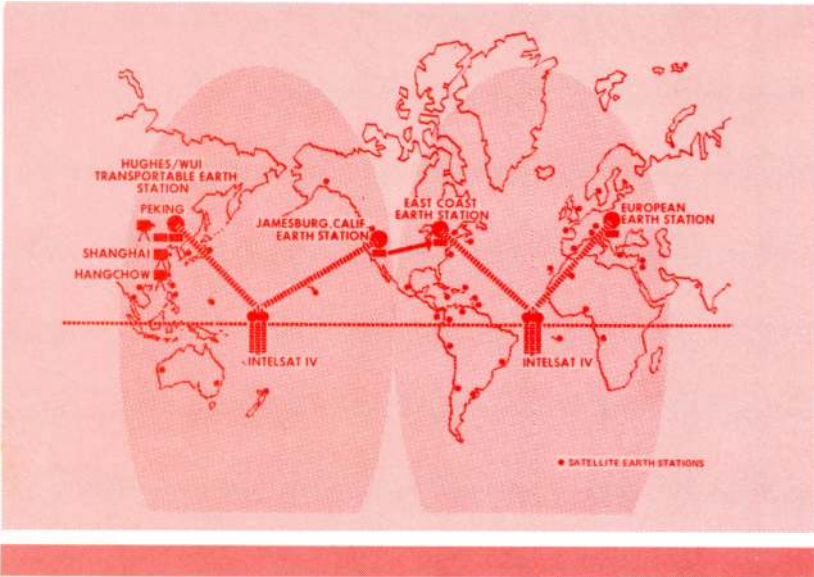 HUGHES/WUI
TRANSPORTABLE EARTH
STATION
PEKING
SHANGHAI
HANGCHOW
JAMESBURG, CALIF.
EARTH STATION
EAST COAST
EARTH STATION
EUROPEAN
EARTH STATION
INTELSAT IV
INTELSAT IV
SATELLITE EARTH STATIONS